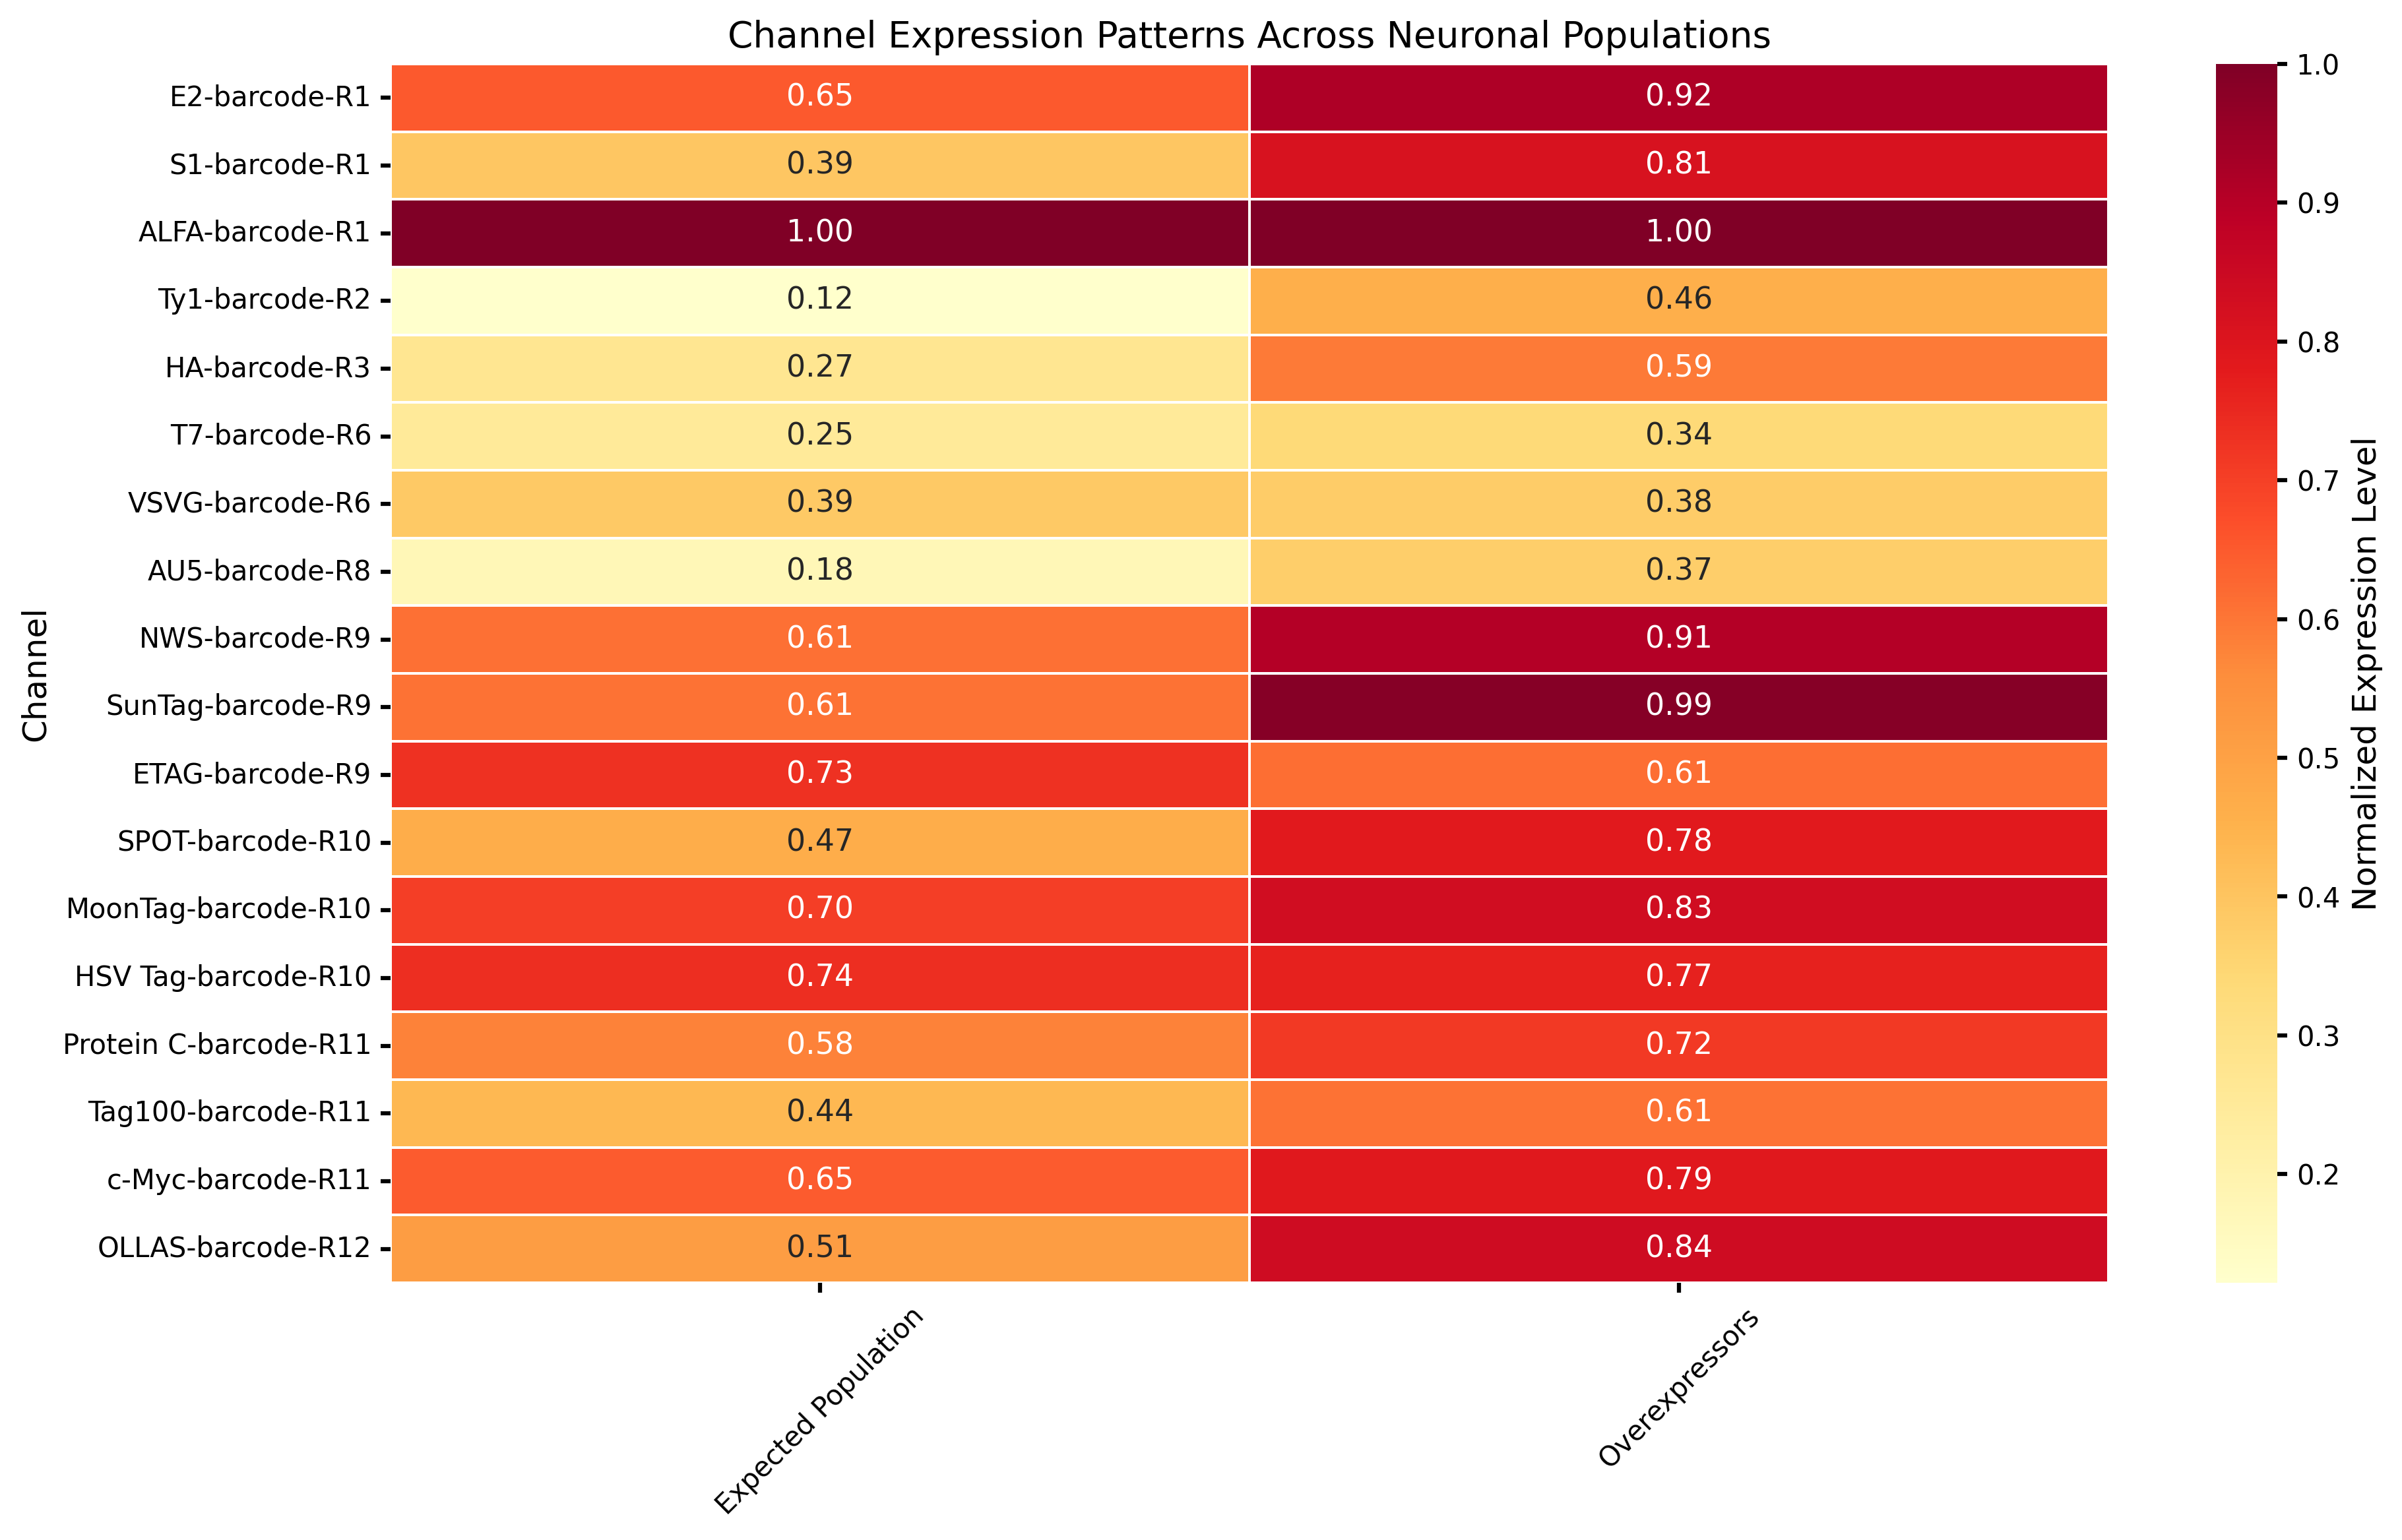 Channel Expression Patterns Across Neuronal Populations
E2-barcode-R1 0.65 0.92
S1-barcode-R1 0.39 0.81
ALFA-barcode-R1 1.00 1.00
Ty1-barcode-R2 0.12 0.46
HA-barcode-R3 0.27 0.59
T7-barcode-R6 0.25 0.34
VSVG-barcode-R6 0.39 0.38
AU5-barcode-R8 0.18 0.37
NWS-barcode-R9 0.61 0.91
SunTag-barcode-R9 0.61 0.99
ETAG-barcode-R9 0.73 0.61
SPOT-barcode-R10 0.47 0.78
MoonTag-barcode-R10 0.70 0.83
HSV Tag-barcode-R10 0.74 0.77
Protein C-barcode-R11 0.58 0.72
Tag100-barcode-R11 0.44 0.61
c-Myc-barcode-R11 0.65 0.79
OLLAS-barcode-R12 0.51 0.84
Channel
Expected Population
Overexpressors
1.0
0.9
0.8
0.7
0.6
0.5
0.4
0.3
0.2
Normalized Expression Level